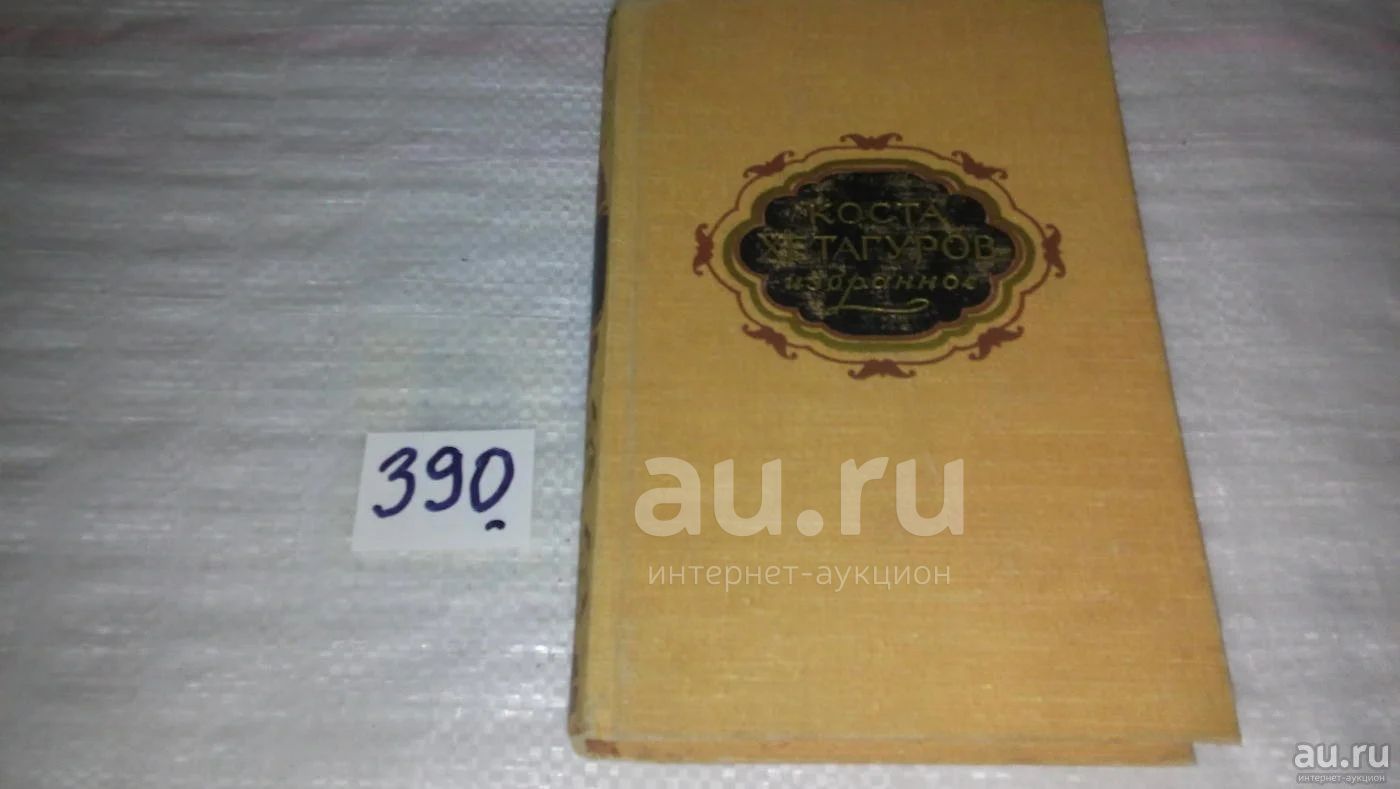 КОСТА
ХЕТАГУРОВ
избранное
390
au.ru
интернет-аукцион
au.ru
интернет-аукцион